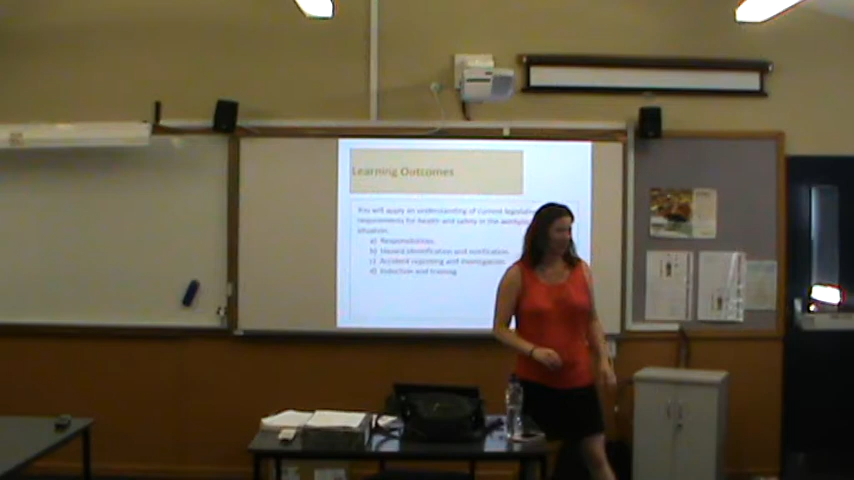 Learning Outcomes
You will apply an understanding of current legislative
requirements for health and safety in the workplace
situation.
a) Responsibilities
b) Hazard identification and notification
c) Accident reporting and investigation
d) Induction and training